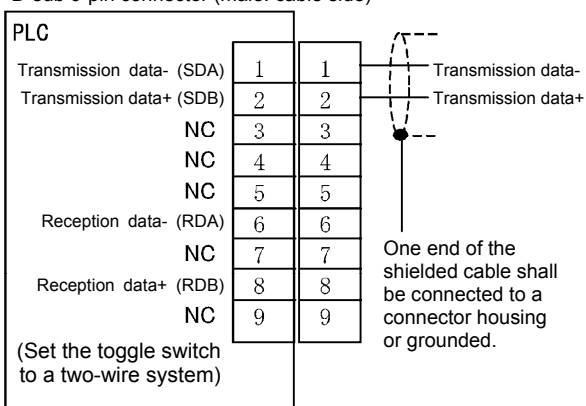 D-sub 9-pin connector (male: cable side)
PLC
Transmission data- (SDA) 1 1 Transmission data-
Transmission data+ (SDB) 2 2 Transmission data+
NC 3 3
NC 4 4
NC 5 5
Reception data- (RDA) 6 6
NC 7 7
Reception data+ (RDB) 8 8
NC 9 9
One end of the
shielded cable shall
be connected to a
connector housing
or grounded.
(Set the toggle switch
to a two-wire system)